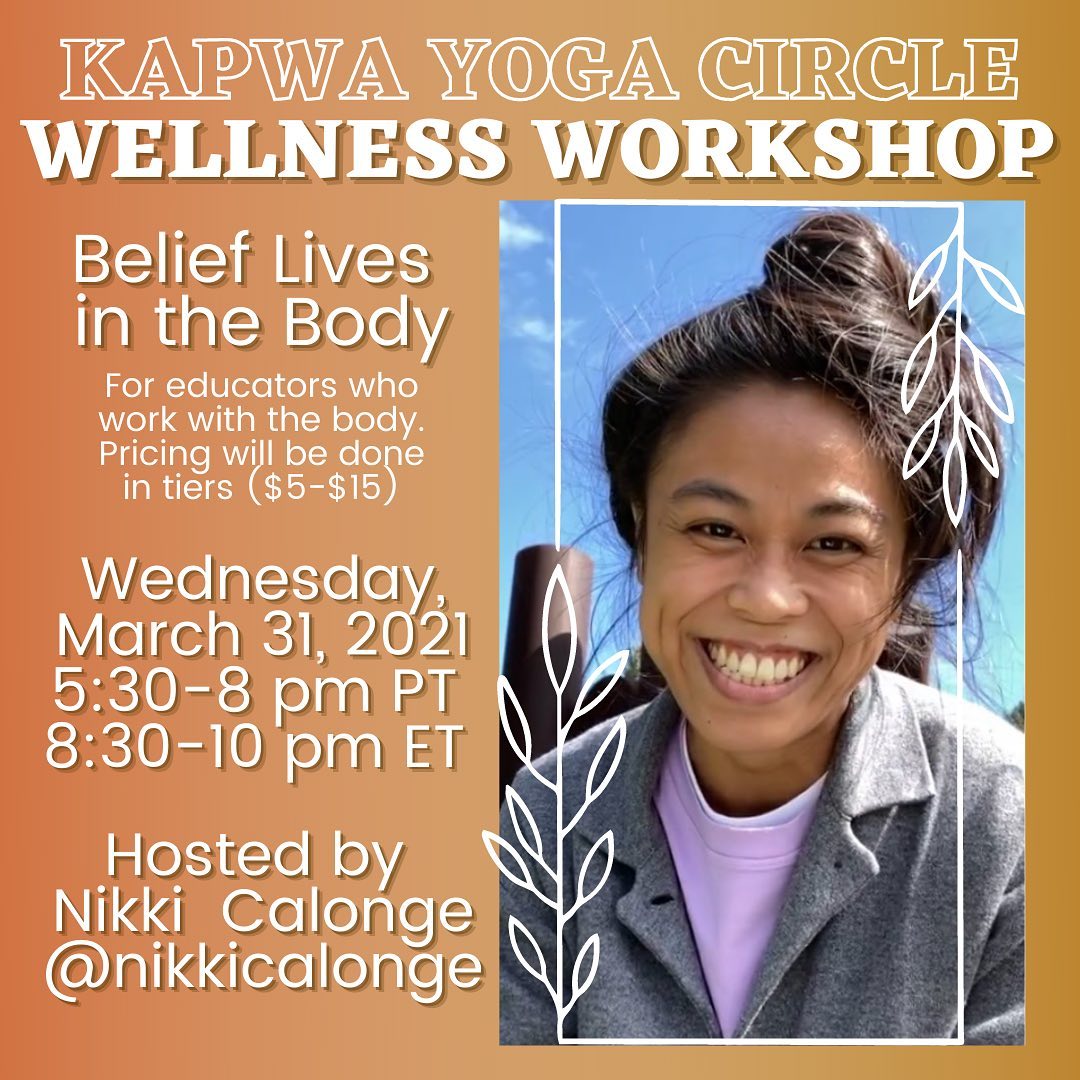 KAPWA YOGA CIRCLE
WELLNESS WORKSHOP
Belief Lives
in the Body
For educators who
work with the body.
Pricing will be done
in tiers ($5-$15)
Wednesday,
March 31, 2021
5:30-8 pm PT
8:30-10 pm ET
Hosted by
Nikki Calonge
@nikkicalonge